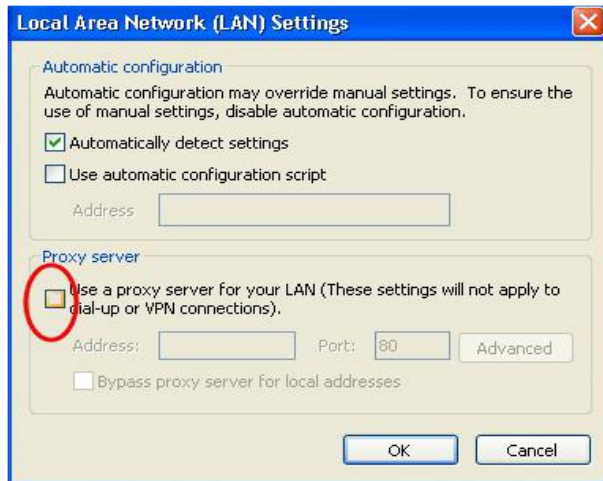 Local Area Network (LAN) Settings
Automatic configuration
Automatic configuration may override manual settings. To ensure the
use of manual settings, disable automatic configuration.
Automatically detect settings
Use automatic configuration script
Address
Proxy server
Use a proxy server for your LAN (These settings will not apply to
dial-up or VPN connections).
Address: Port: 80 Advanced
Bypass proxy server for local addresses
OK Cancel